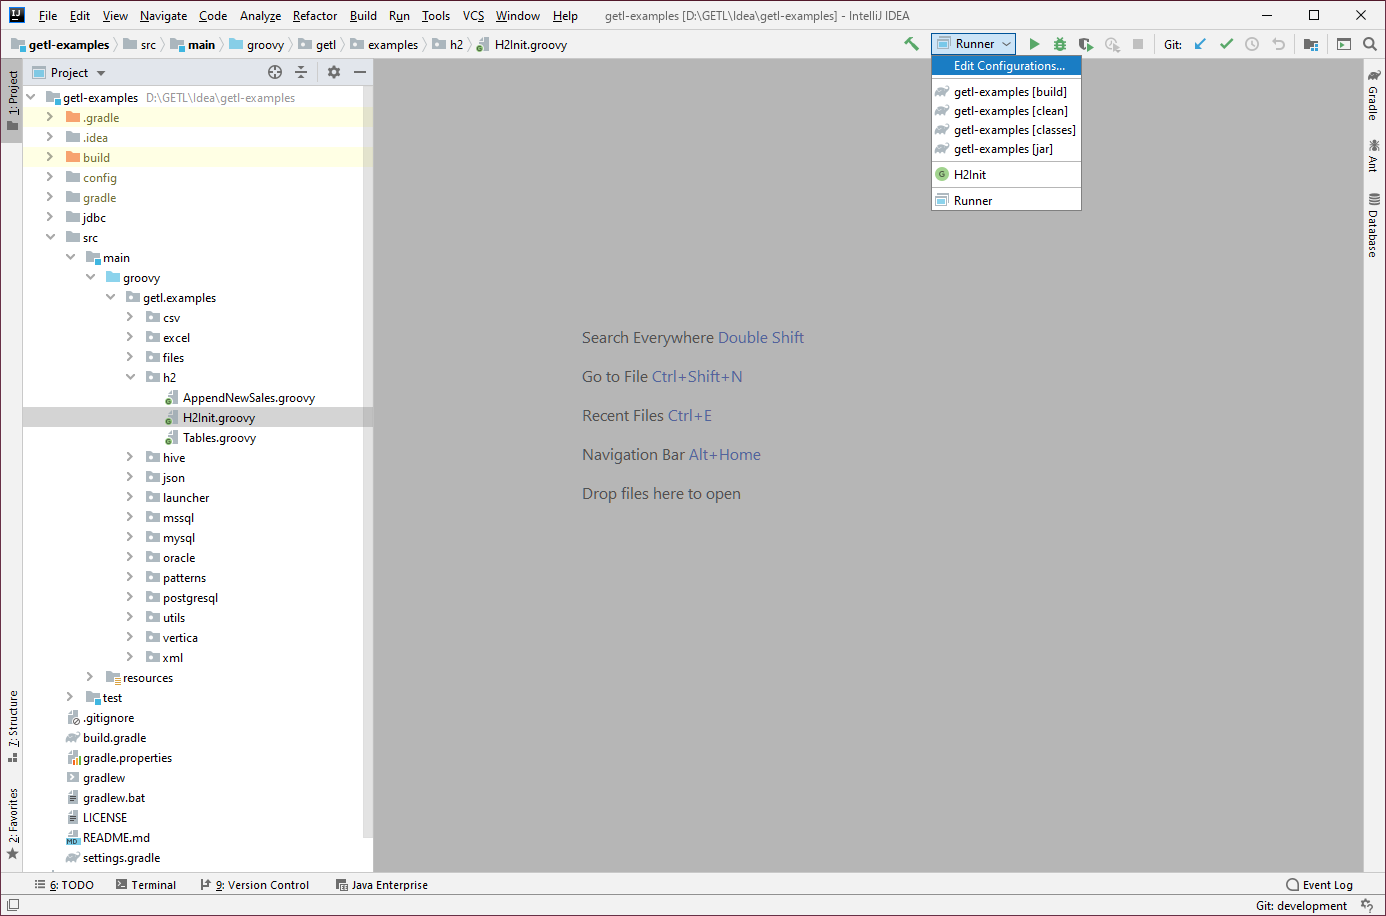 File Edit View Navigate Code Analyze Refactor Build Run Tools VCS Window Help getl-examples [D:\GETL\Idea\getl-examples] - IntelliJ IDEA
getl-examples src main groovy getl examples h2 H2Init.groovy Runner Git:
Edit Configurations...
getl-examples [build]
getl-examples [clean]
getl-examples [classes]
getl-examples [jar]
H2Init
Runner
1: Project
7: Structure
2: Favorites
Project
getl-examples D:\GETL\Idea\getl-examples
.gradle
.idea
build
config
gradle
jdbc
src
main
groovy
getl.examples
csv
excel
files
h2
AppendNewSales.groovy
H2Init.groovy
Tables.groovy
hive
json
launcher
mssql
mysql
oracle
patterns
postgresql
utils
vertica
xml
resources
test
.gitignore
build.gradle
gradle.properties
gradlew
gradlew.bat
LICENSE
README.md
settings.gradle
Search Everywhere Double Shift
Go to File Ctrl+Shift+N
Recent Files Ctrl+E
Navigation Bar Alt+Home
Drop files here to open
Gradle
Ant
Database
6: TODO Terminal 9: Version Control Java Enterprise Event Log
Git: development